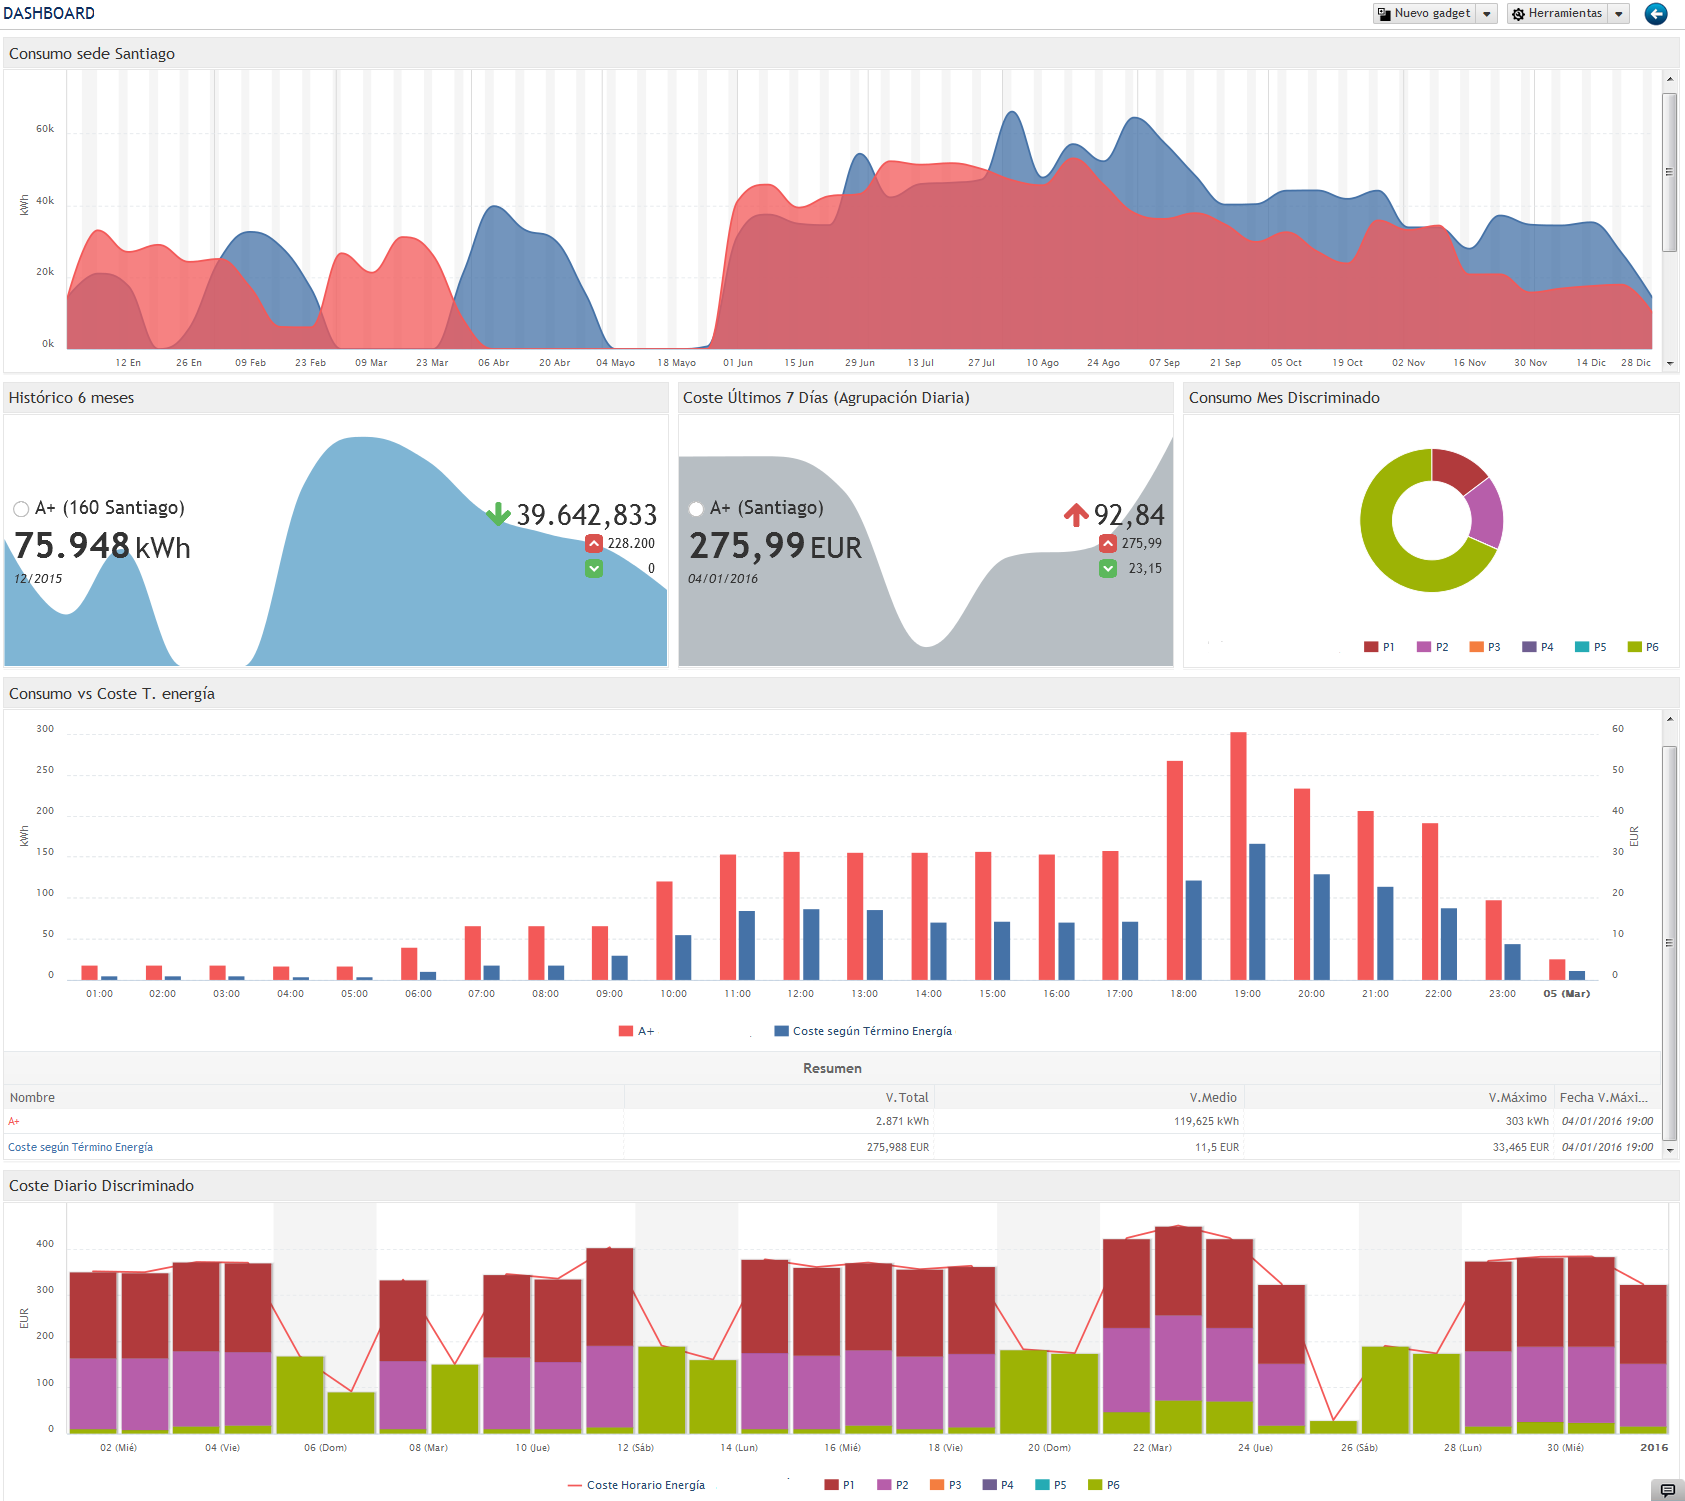 DASHBOARD
Nuevo gadget
Herramientas
Consumo sede Santiago
60k
40k
20k
0k
kWh
12 En 26 En 09 Feb 23 Feb 09 Mar 23 Mar 06 Abr 20 Abr 04 Mayo 18 Mayo 01 Jun 15 Jun 29 Jun 13 Jul 27 Jul 10 Ago 24 Ago 07 Sep 21 Sep 05 Oct 19 Oct 02 Nov 16 Nov 30 Nov 14 Dic 28 Dic
Histórico 6 meses
A+ (160 Santiago)
75.948 kWh
12/2015
39.642,833
228.200
0
Coste Últimos 7 Días (Agrupación Diaria)
A+ (Santiago)
275,99 EUR
04/01/2016
92,84
275,99
23,15
Consumo Mes Discriminado
P1 P2 P3 P4 P5 P6
Consumo vs Coste T. energía
300
250
200
150
100
50
0
kWh
60
50
40
30
20
10
0
EUR
01:00 02:00 03:00 04:00 05:00 06:00 07:00 08:00 09:00 10:00 11:00 12:00 13:00 14:00 15:00 16:00 17:00 18:00 19:00 20:00 21:00 22:00 23:00 05 (Mar)
A+ Coste según Término Energía
Resumen
Nombre V.Total V.Medio V.Máximo Fecha V.Máxi...
A+ 2.871 kWh 119,625 kWh 303 kWh 04/01/2016 19:00
Coste según Término Energía 275,988 EUR 11,5 EUR 33,465 EUR 04/01/2016 19:00
Coste Diario Discriminado
400
300
200
100
0
EUR
02 (Mié) 04 (Vie) 06 (Dom) 08 (Mar) 10 (Jue) 12 (Sáb) 14 (Lun) 16 (Mié) 18 (Vie) 20 (Dom) 22 (Mar) 24 (Jue) 26 (Sáb) 28 (Lun) 30 (Mié) 2016
Coste Horario Energía P1 P2 P3 P4 P5 P6